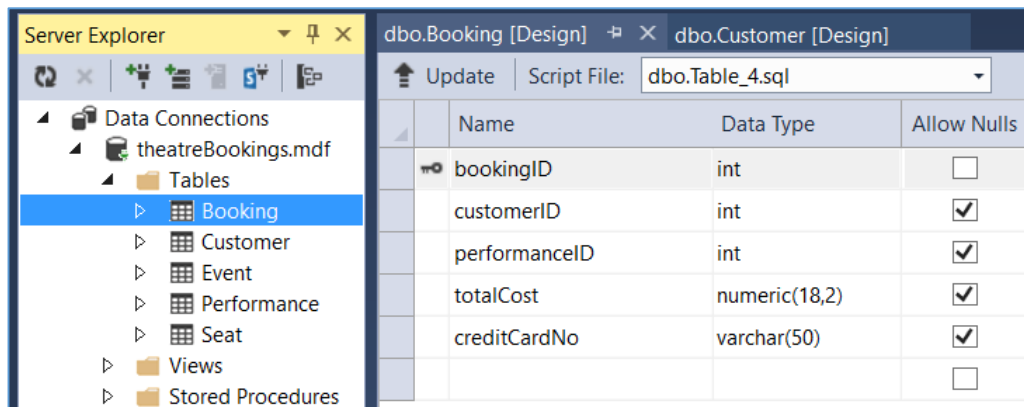 Server Explorer
Data Connections
theatreBookings.mdf
Tables
Booking
Customer
Event
Performance
Seat
Views
Stored Procedures
dbo.Booking [Design] dbo.Customer [Design]
Update Script File: dbo.Table_4.sql
Name Data Type Allow Nulls
bookingID int
customerID int
performanceID int
totalCost numeric(18,2)
creditCardNo varchar(50)